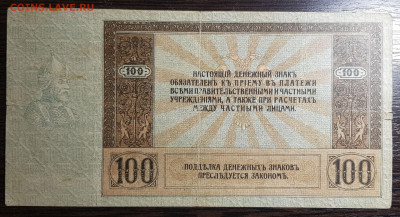 COINS.LAVE.RU
НАСТОЯЩІЙ ДЕНЕЖНЫЙ ЗНАКЪ
ОБЯЗАТЕЛЕНЪ КЪ ПРІЕМУ ВЪ ПЛАТЕЖИ
ВСѢМИ ПРАВИТЕЛЬСТВЕННЫМИ И ЧАСТНЫМИ
УЧРЕЖДЕНІЯМИ, А ТАКЖЕ ПРИ РАСЧЕТАХЪ
МЕЖДУ ЧАСТНЫМИ ЛИЦАМИ.
100
100
100
ПОДДѢЛКА ДЕНЕЖНЫХЪ ЗНАКОВЪ
ПРЕСЛѢДУЕТСЯ ЗАКОНОМЪ.
100